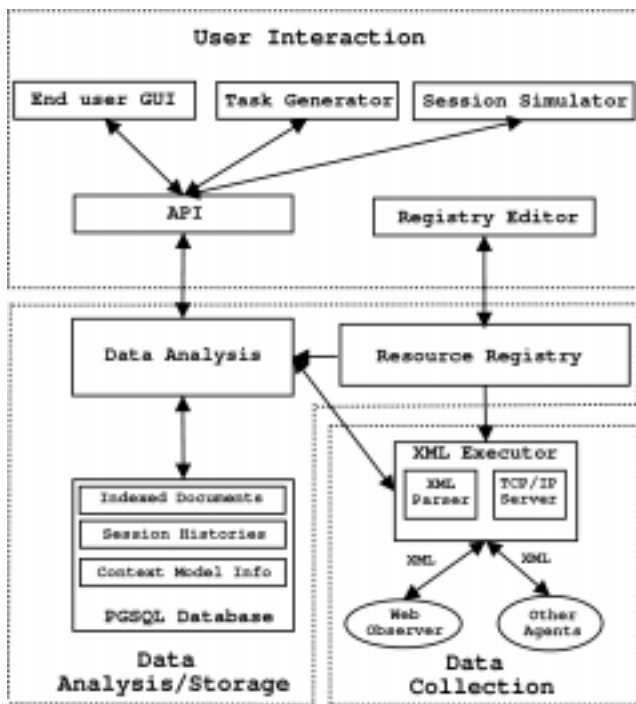 User Interaction
End user GUI
Task Generator
Session Simulator
API
Registry Editor
Data Analysis
Resource Registry
XML Executor
XML
Parser
TCP/IP
Server
Indexed Documents
Session Histories
Context Model Info
PGSQL Database
XML
XML
Web
Observer
Other
Agents
Data
Analysis/Storage
Data
Collection